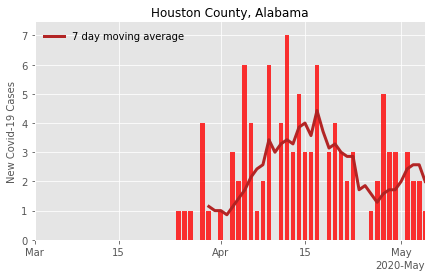 Houston County, Alabama
7 day moving average
New Covid-19 Cases
7
6
5
4
3
2
1
0
Mar 15 Apr 15 May
2020-May